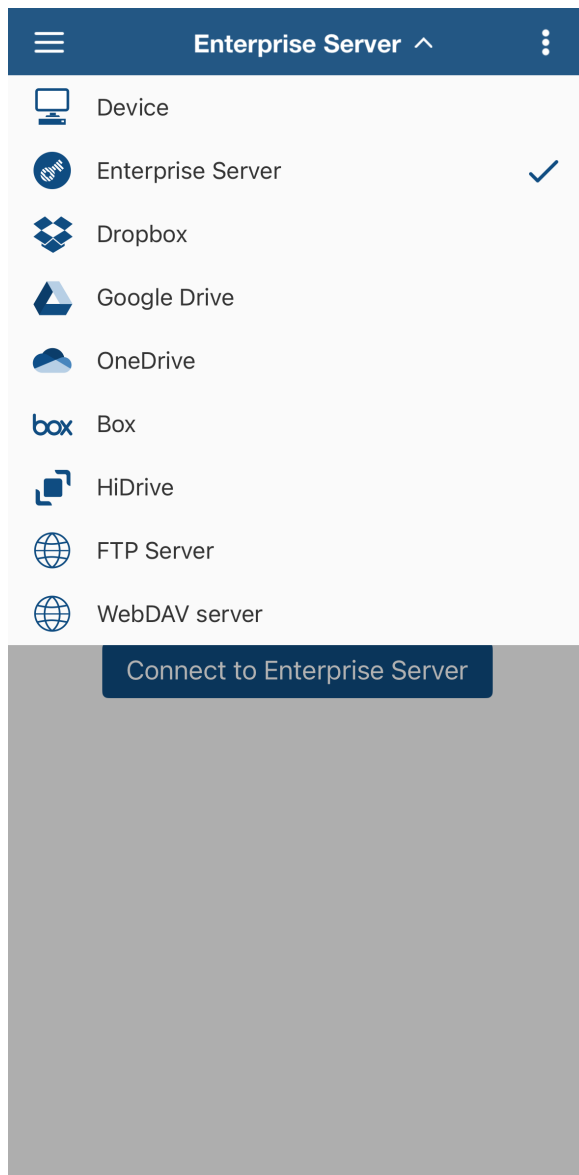 Enterprise Server
Device
Enterprise Server
Dropbox
Google Drive
OneDrive
box Box
HiDrive
FTP Server
WebDAV server
Connect to Enterprise Server